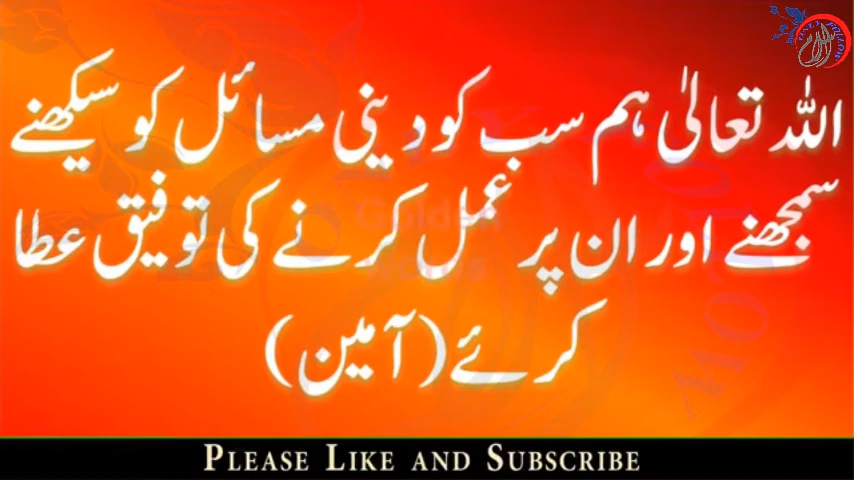 اللہ تعالیٰ ہم سب کو دینی مسائل کو سیکھنے
سمجھنے اور ان پر عمل کرنے کی توفیق عطا
کرئے (آمین)
PLEASE LIKE AND SUBSCRIBE